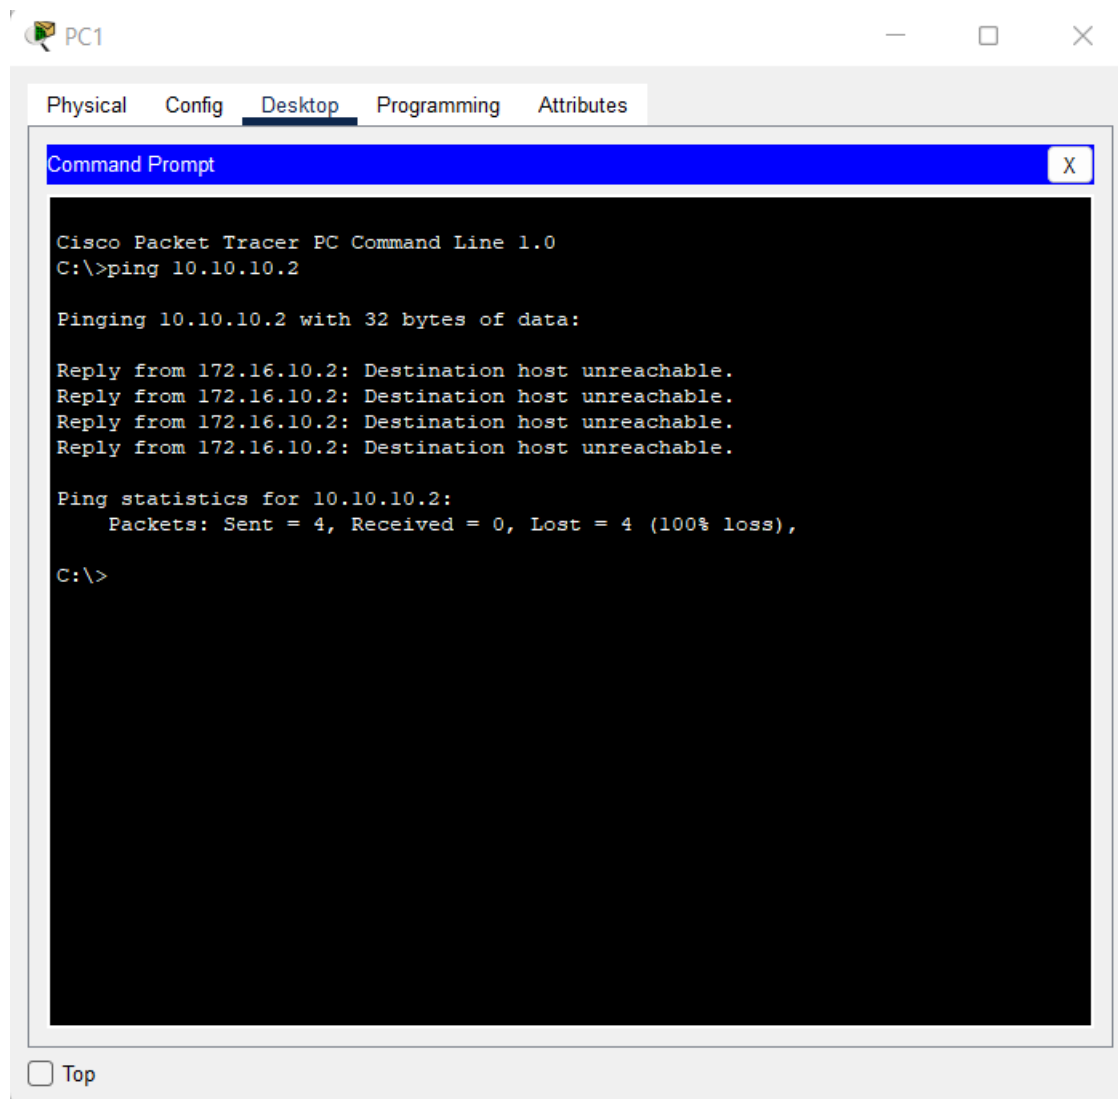 PC1
Physical Config Desktop Programming Attributes
Command Prompt X
Cisco Packet Tracer PC Command Line 1.0
C:\>ping 10.10.10.2
Pinging 10.10.10.2 with 32 bytes of data:
Reply from 172.16.10.2: Destination host unreachable.
Reply from 172.16.10.2: Destination host unreachable.
Reply from 172.16.10.2: Destination host unreachable.
Reply from 172.16.10.2: Destination host unreachable.
Ping statistics for 10.10.10.2:
    Packets: Sent = 4, Received = 0, Lost = 4 (100% loss),
C:\>
Top